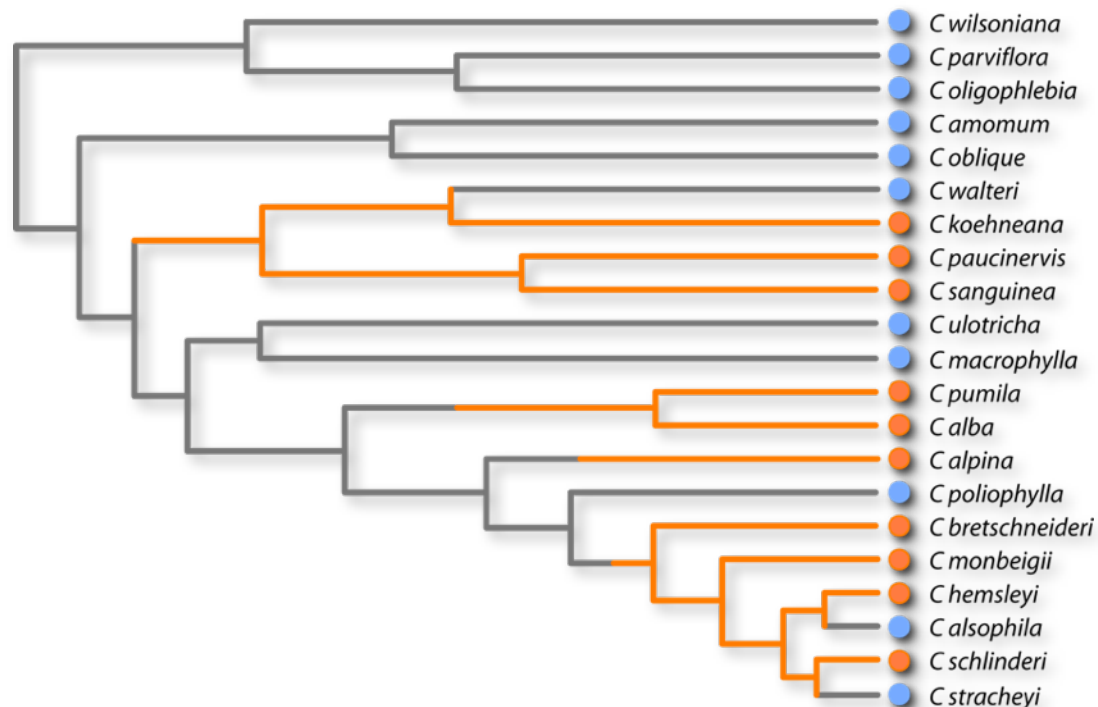 C wilsoniana
C parviflora
C oligophlebia
C amomum
C oblique
C walteri
C koehneana
C paucinervis
C sanguinea
C ulotricha
C macrophylla
C pumila
C alba
C alpina
C poliophylla
C bretschneideri
C monbeigii
C hemsleyi
C alsophila
C schlinderi
C stracheyi